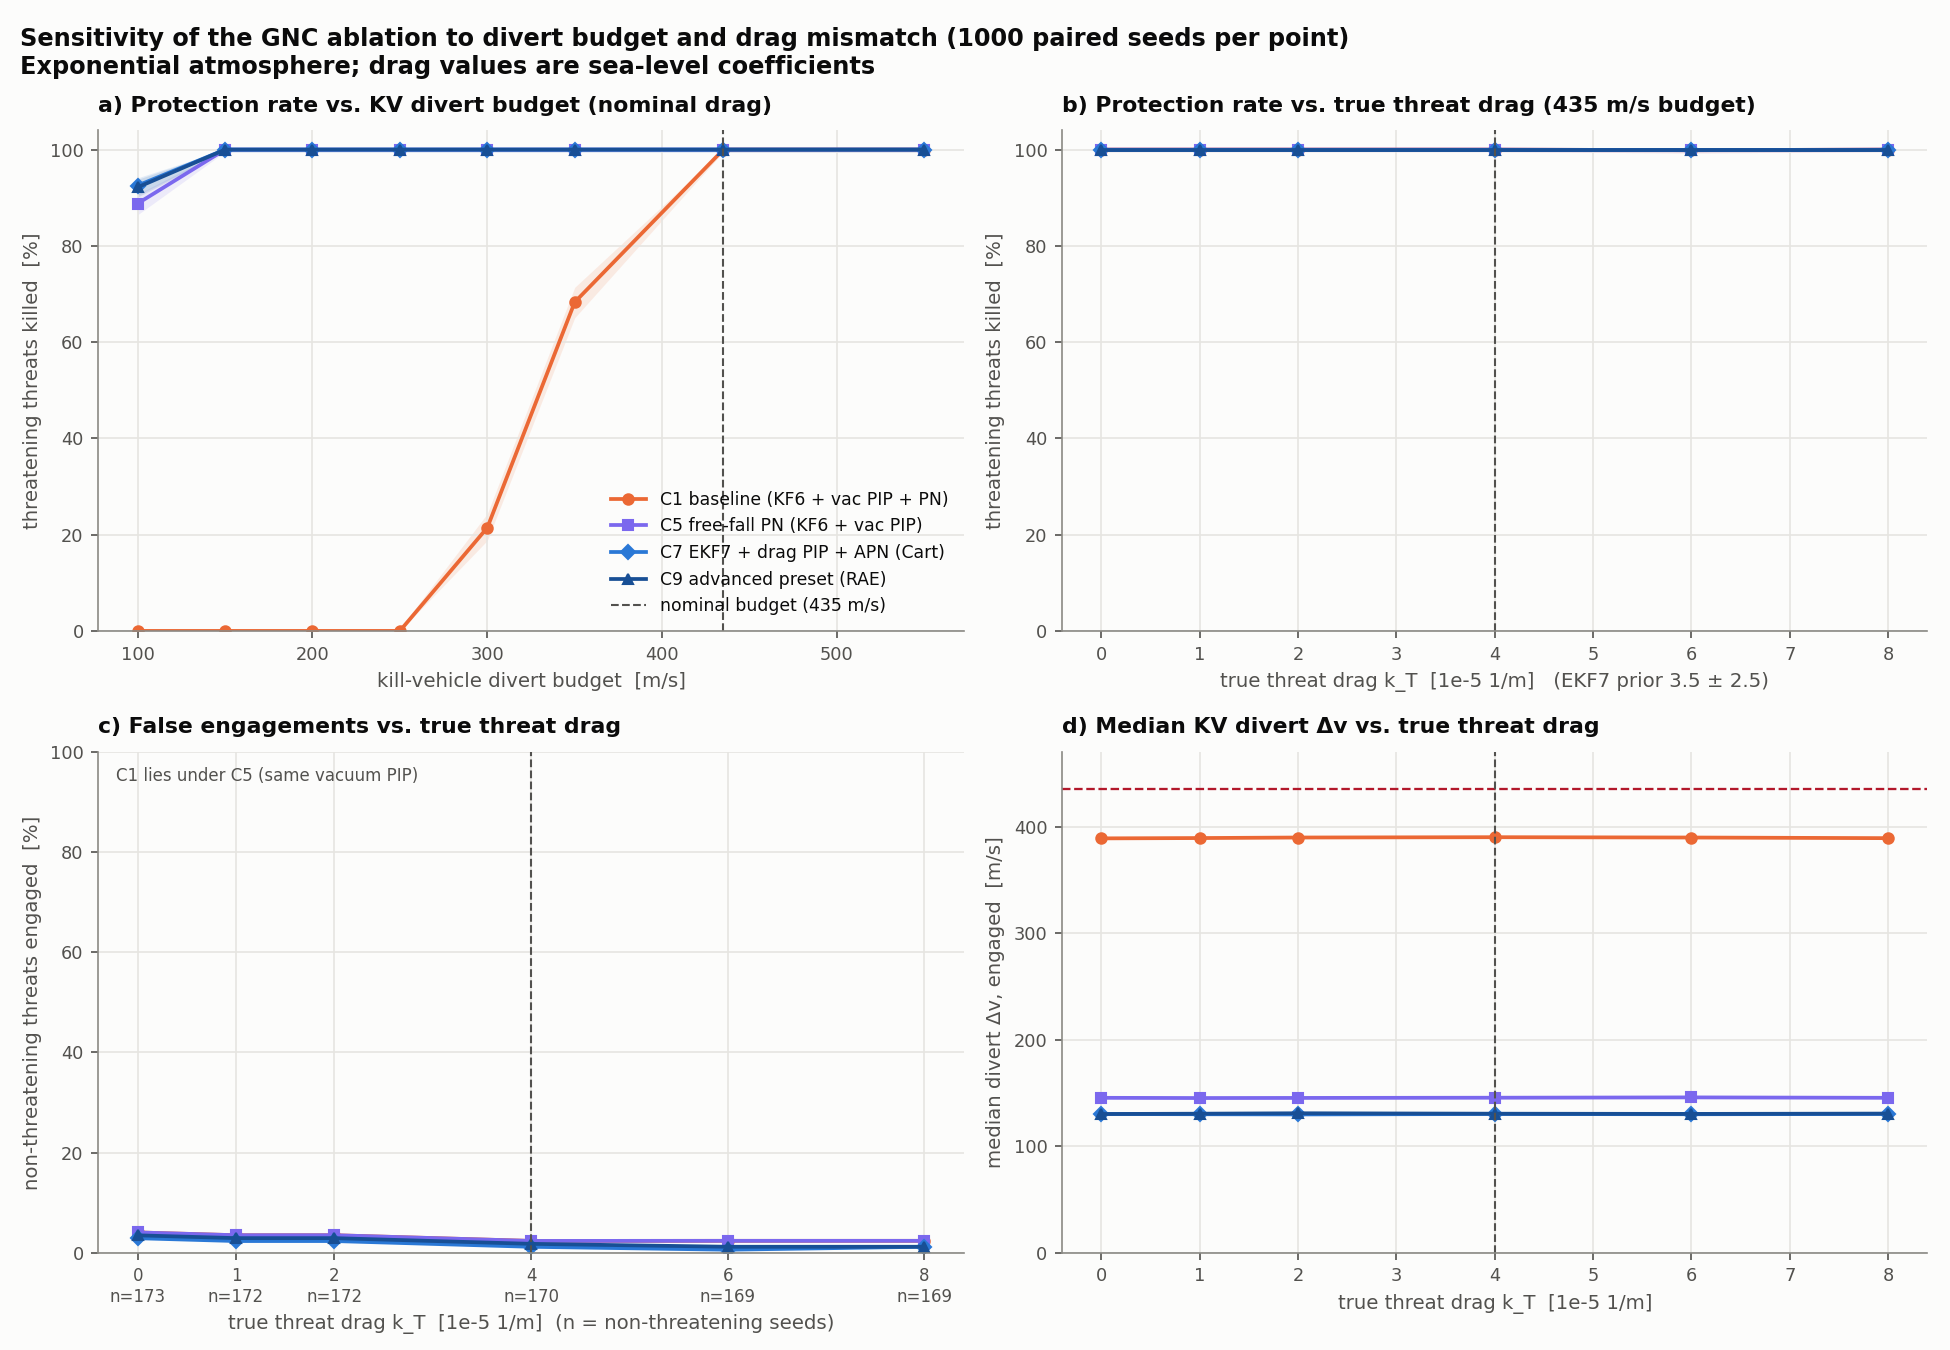 Sensitivity of the GNC ablation to divert budget and drag mismatch (1000 paired seeds per point)
Exponential atmosphere; drag values are sea-level coefficients
a) Protection rate vs. KV divert budget (nominal drag)
threatening threats killed [%]
100
80
60
40
20
0
C1 baseline (KF6 + vac PIP + PN)
C5 free-fall PN (KF6 + vac PIP)
C7 EKF7 + drag PIP + APN (Cart)
C9 advanced preset (RAE)
nominal budget (435 m/s)
100 200 300 400 500
kill-vehicle divert budget [m/s]
b) Protection rate vs. true threat drag (435 m/s budget)
threatening threats killed [%]
100
80
60
40
20
0
0 1 2 3 4 5 6 7 8
true threat drag k_T [1e-5 1/m] (EKF7 prior 3.5 ± 2.5)
c) False engagements vs. true threat drag
non-threatening threats engaged [%]
100
80
60
40
20
0
C1 lies under C5 (same vacuum PIP)
0 1 2 4 6 8
n=173 n=172 n=172 n=170 n=169 n=169
true threat drag k_T [1e-5 1/m] (n = non-threatening seeds)
d) Median KV divert Δv vs. true threat drag
median divert Δv, engaged [m/s]
400
300
200
100
0
0 1 2 3 4 5 6 7 8
true threat drag k_T [1e-5 1/m]